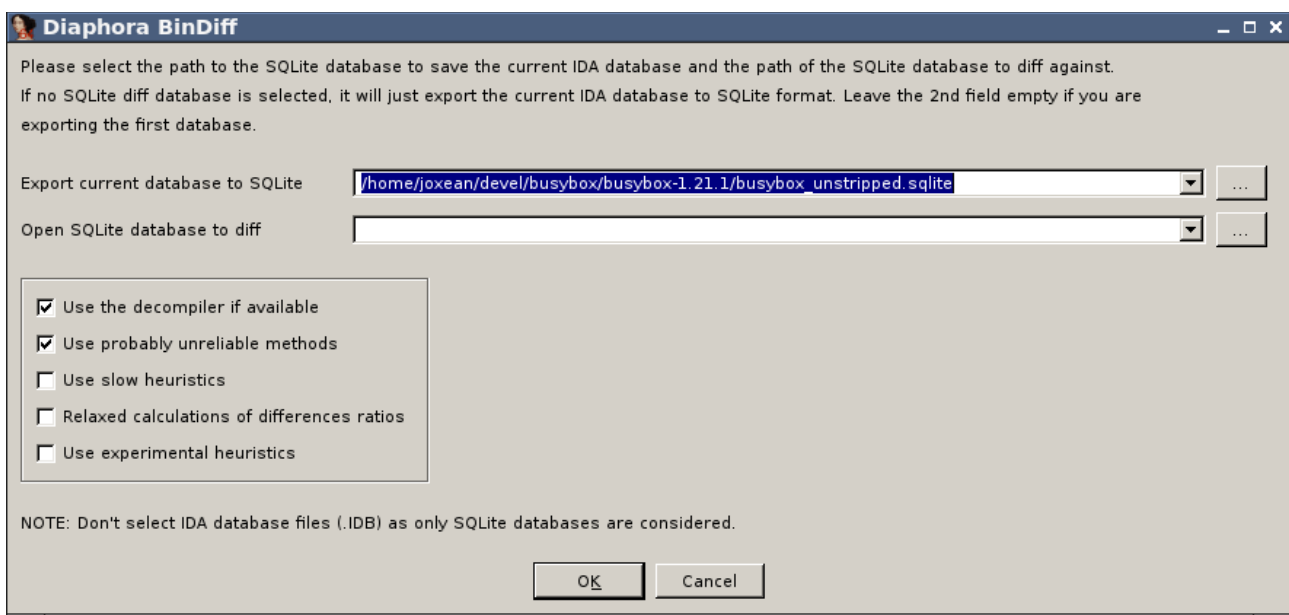 Diaphora BinDiff
Please select the path to the SQLite database to save the current IDA database and the path of the SQLite database to diff against.
If no SQLite diff database is selected, it will just export the current IDA database to SQLite format. Leave the 2nd field empty if you are
exporting the first database.
Export current database to SQLite /home/joxean/devel/busybox/busybox-1.21.1/busybox_unstripped.sqlite ...
Open SQLite database to diff ...
Use the decompiler if available
Use probably unreliable methods
Use slow heuristics
Relaxed calculations of differences ratios
Use experimental heuristics
NOTE: Don't select IDA database files (.IDB) as only SQLite databases are considered.
OK Cancel